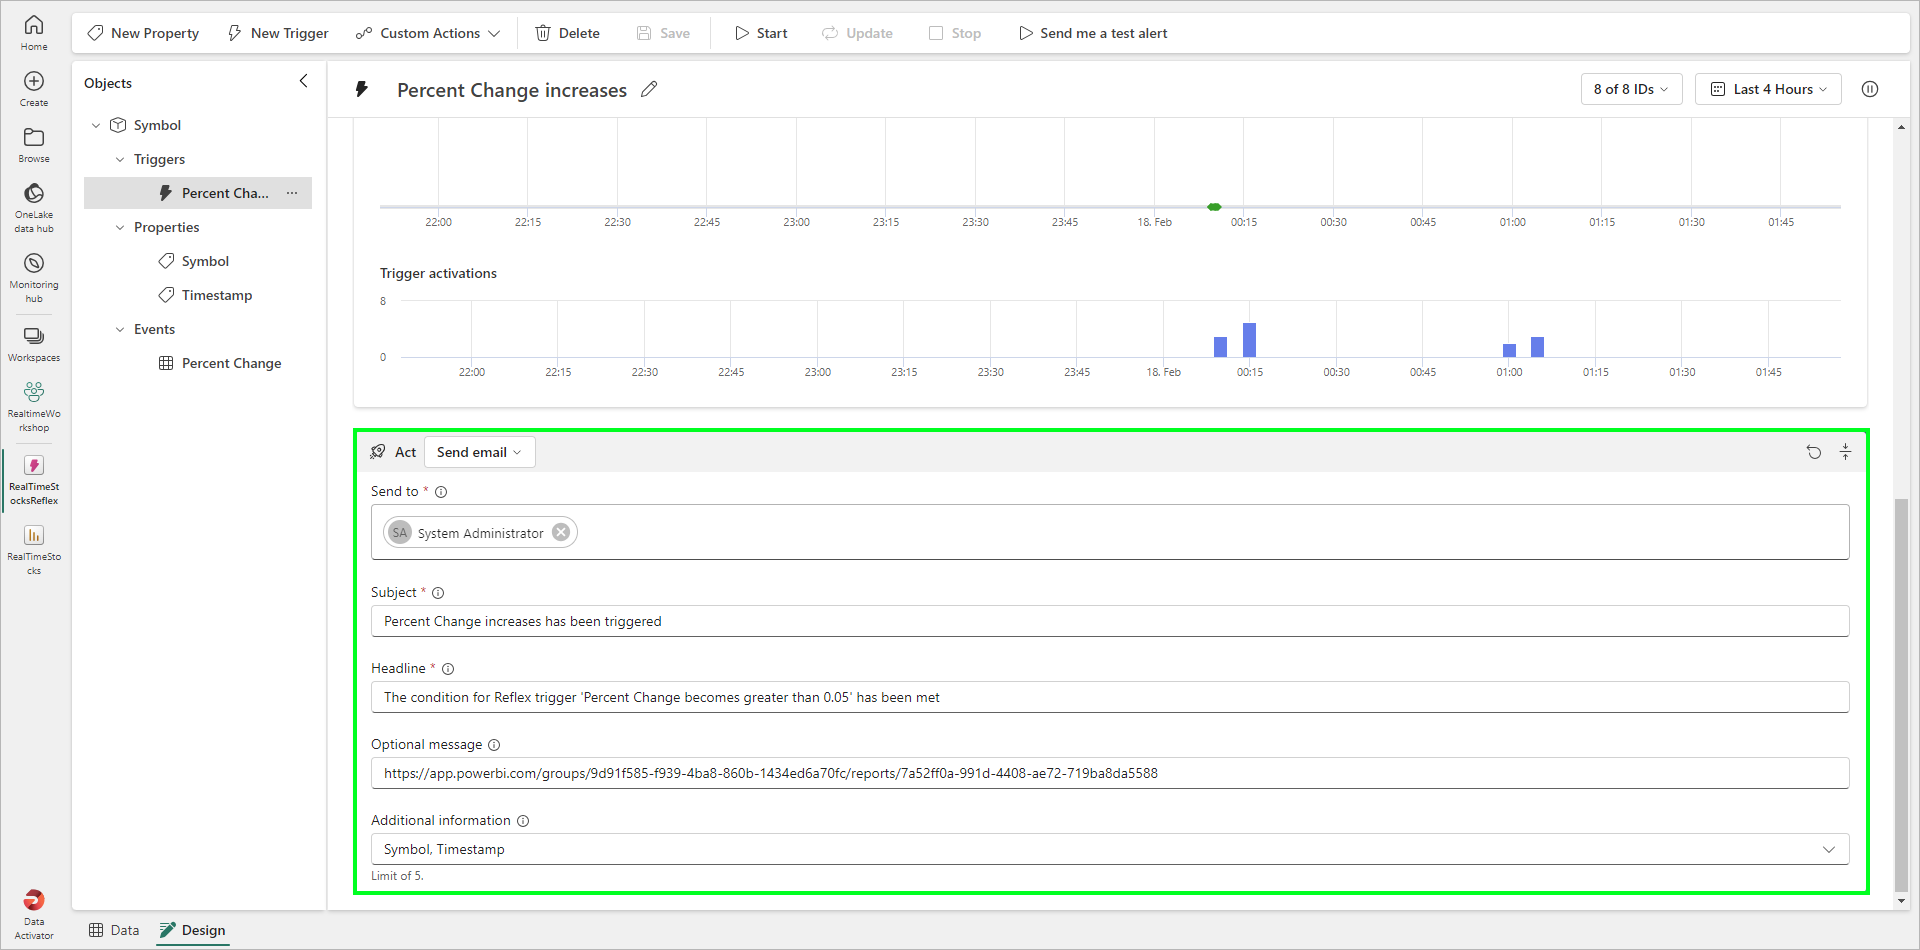 Home
Create
Browse
OneLake
data hub
Monitoring
hub
Workspaces
RealtimeWo
rkshop
RealTimeSt
ocksReflex
RealTimeSto
cks
Data
Activator
New Property
New Trigger
Custom Actions
Delete
Save
Start
Update
Stop
Send me a test alert
Objects
Symbol
Triggers
Percent Cha... ...
Properties
Symbol
Timestamp
Events
Percent Change
Percent Change increases
8 of 8 IDs
Last 4 Hours
22:00 22:15 22:30 22:45 23:00 23:15 23:30 23:45 18. Feb 00:15 00:30 00:45 01:00 01:15 01:30 01:45
Trigger activations
8
0
22:00 22:15 22:30 22:45 23:00 23:15 23:30 23:45 18. Feb 00:15 00:30 00:45 01:00 01:15 01:30 01:45
Act Send email
Send to *
SA System Administrator
Subject *
Percent Change increases has been triggered
Headline *
The condition for Reflex trigger 'Percent Change becomes greater than 0.05' has been met
Optional message
https://app.powerbi.com/groups/9d91f585-f939-4ba8-860b-1434ed6a70fc/reports/7a52ff0a-991d-4408-ae72-719ba8da5588
Additional information
Symbol, Timestamp
Limit of 5.
Data
Design